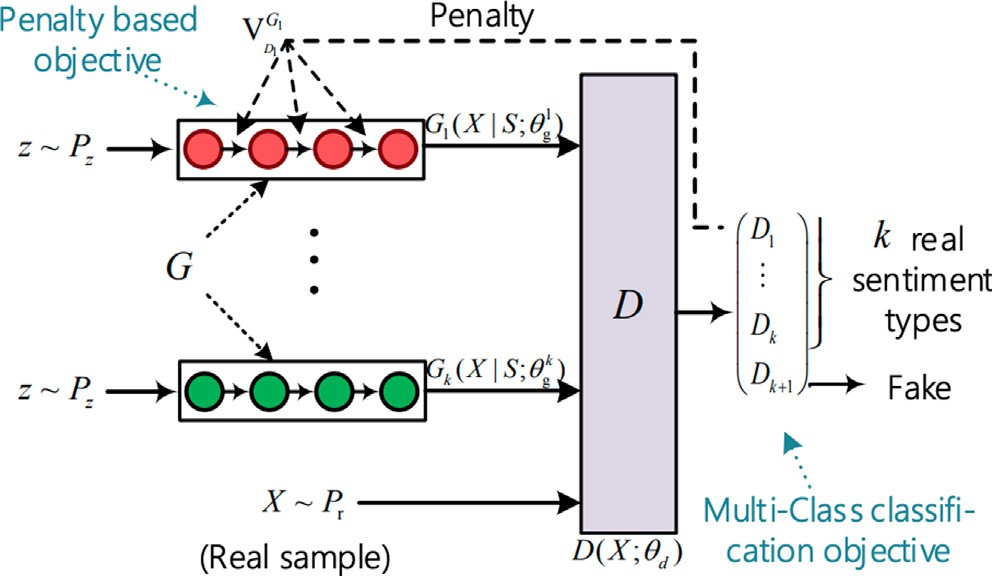 Penalty based
objective
V_{D_1}^{G_1}
Penalty
z ~ P_z
G_1(X | S; θ_g^1)
G
D
D_1
⋮
D_k
D_{k+1}
k real
sentiment
types
Fake
z ~ P_z
G_k(X | S; θ_g^k)
X ~ P_r
(Real sample)
D(X; θ_d)
Multi-Class classifi-
cation objective